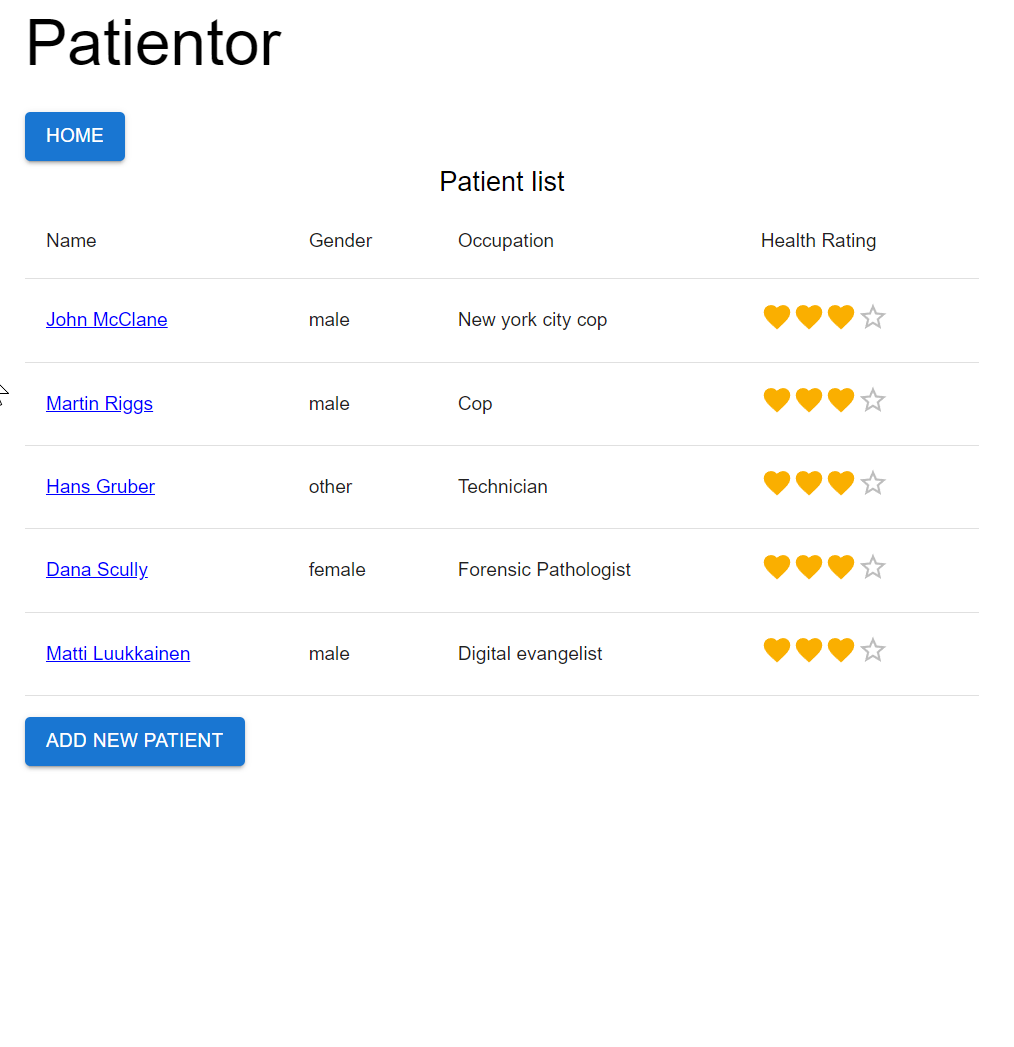 Patientor
HOME
Patient list
Name Gender Occupation Health Rating
John McClane male New york city cop
Martin Riggs male Cop
Hans Gruber other Technician
Dana Scully female Forensic Pathologist
Matti Luukkainen male Digital evangelist
ADD NEW PATIENT